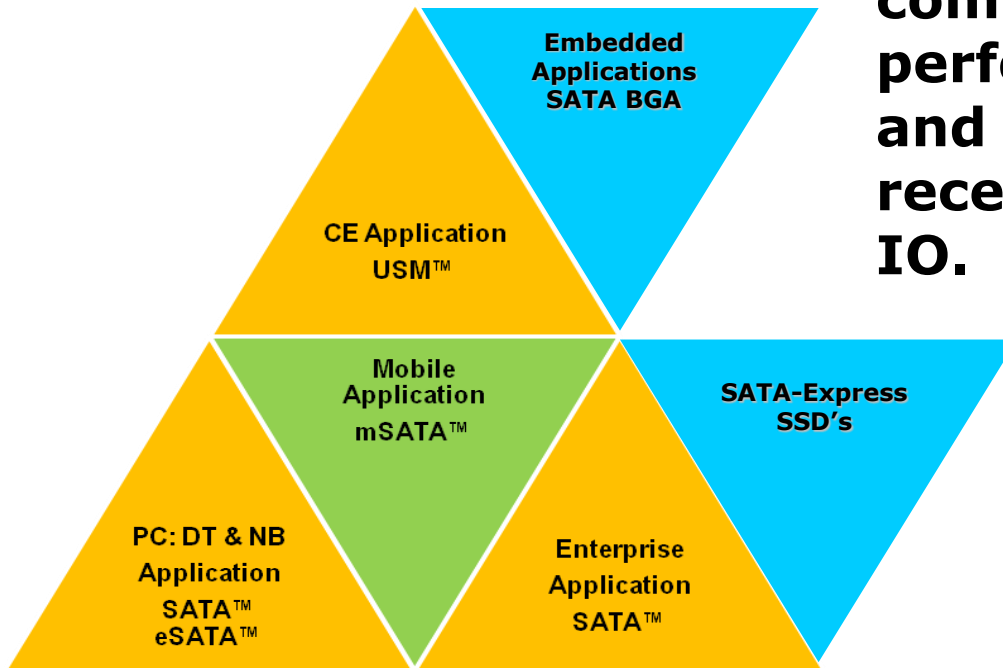 Embedded
Applications
SATA BGA
and
IO.
CE Application
USM™
Mobile
Application
mSATA™
SATA-Express
SSD’s
PC: DT & NB
Application
SATA™
eSATA™
Enterprise
Application
SATA™